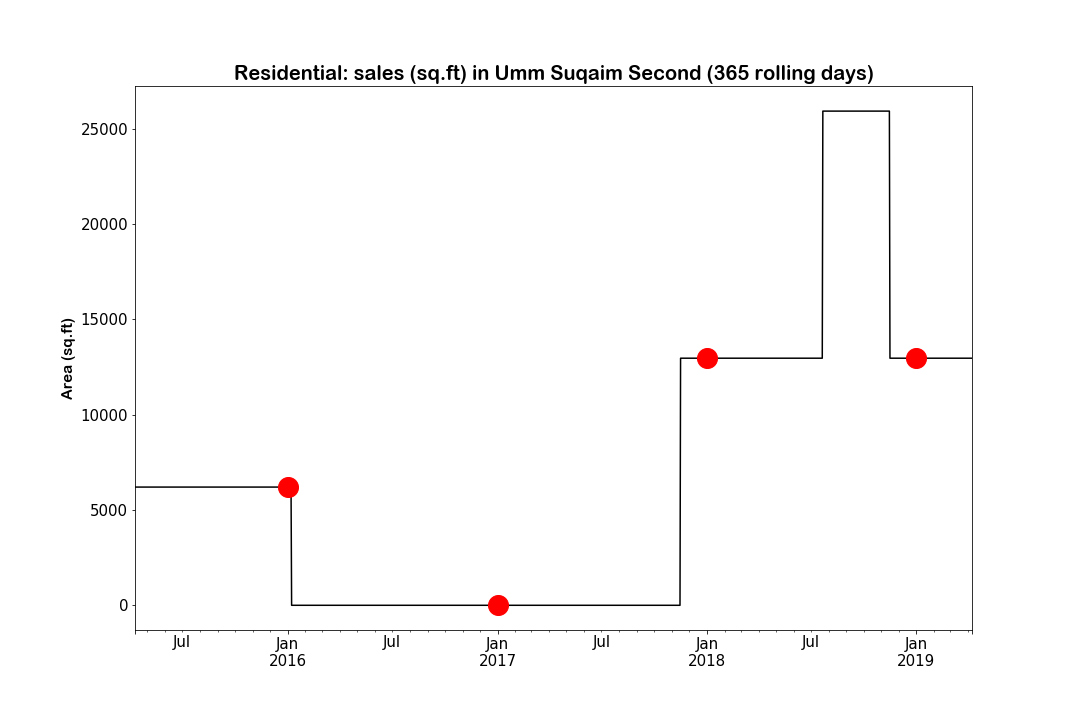 Residential: sales (sq.ft) in Umm Suqaim Second (365 rolling days)
25000
20000
15000
10000
5000
0
Area (sq.ft)
Jul Jan Jul Jan Jul Jan Jul Jan
2016 2017 2018 2019